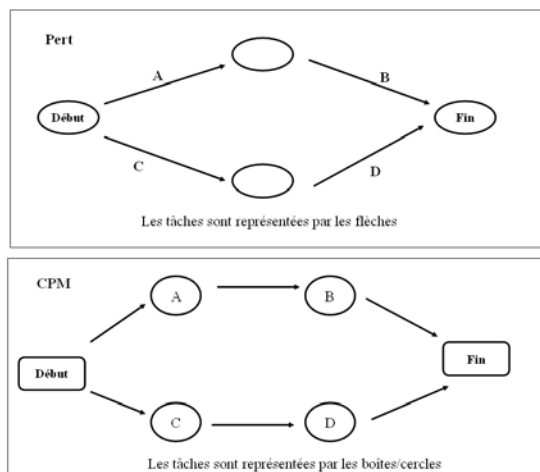 Pert
A
B
Début
Fin
C
D
Les tâches sont représentées par les flèches
CPM
A
B
Début
Fin
C
D
Les tâches sont représentées par les boîtes/cercles